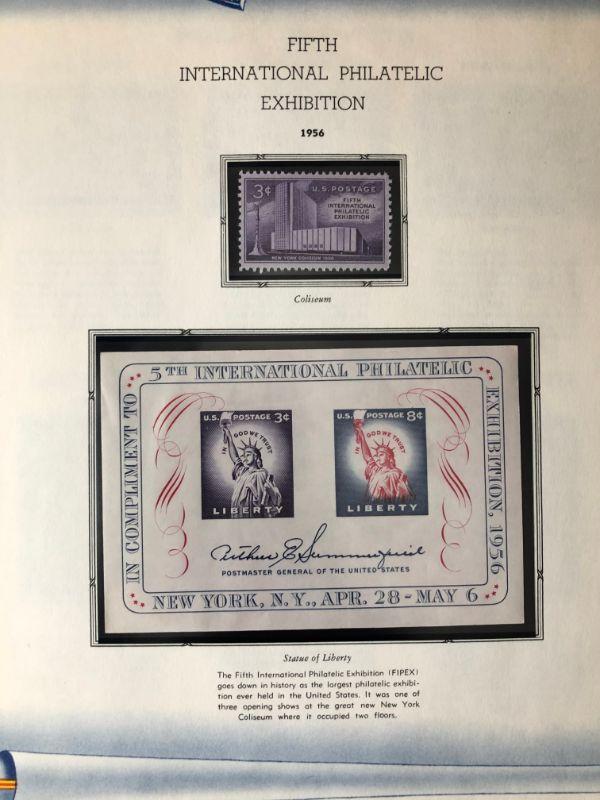 FIFTH
INTERNATIONAL PHILATELIC
EXHIBITION
1956
3¢ U.S. POSTAGE
FIFTH
INTERNATIONAL
PHILATELIC
EXHIBITION
NEW YORK COLISEUM 1956
Coliseum
5TH INTERNATIONAL PHILATELIC
EXHIBITION, 1956
IN COMPLIMENT TO
U.S. POSTAGE 3¢
IN GOD WE TRUST
LIBERTY
U.S. POSTAGE 8¢
IN GOD WE TRUST
LIBERTY
Arthur E. Summerfield
POSTMASTER GENERAL OF THE UNITED STATES
NEW YORK, N.Y., APR. 28-MAY 6
Statue of Liberty
The Fifth International Philatelic Exhibition (FIPEX)
goes down in history as the largest philatelic exhibi-
tion ever held in the United States. It was one of
three opening shows at the great new New York
Coliseum where it occupied two floors.